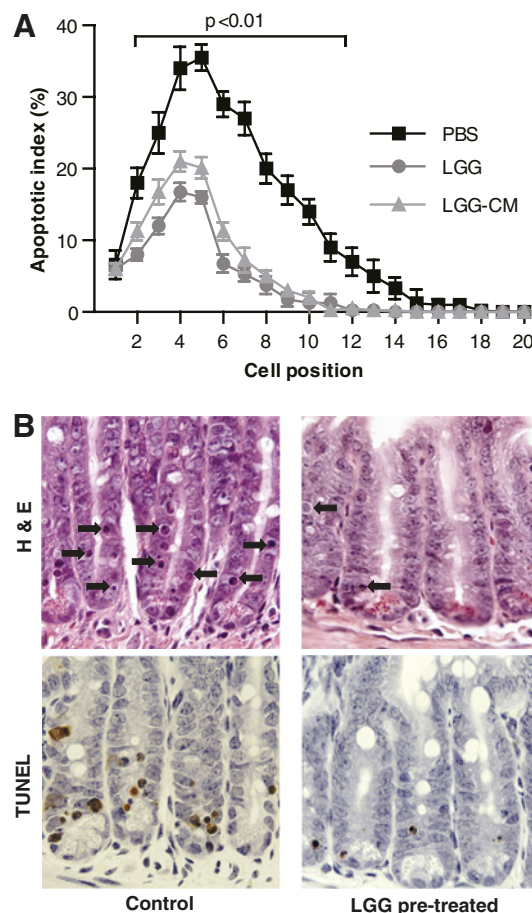 A
p<0.01
40
30
20
10
0
Apoptotic index (%)
PBS
LGG
LGG-CM
2 4 6 8 10 12 14 16 18 20
Cell position
B
H & E
TUNEL
Control
LGG pre-treated